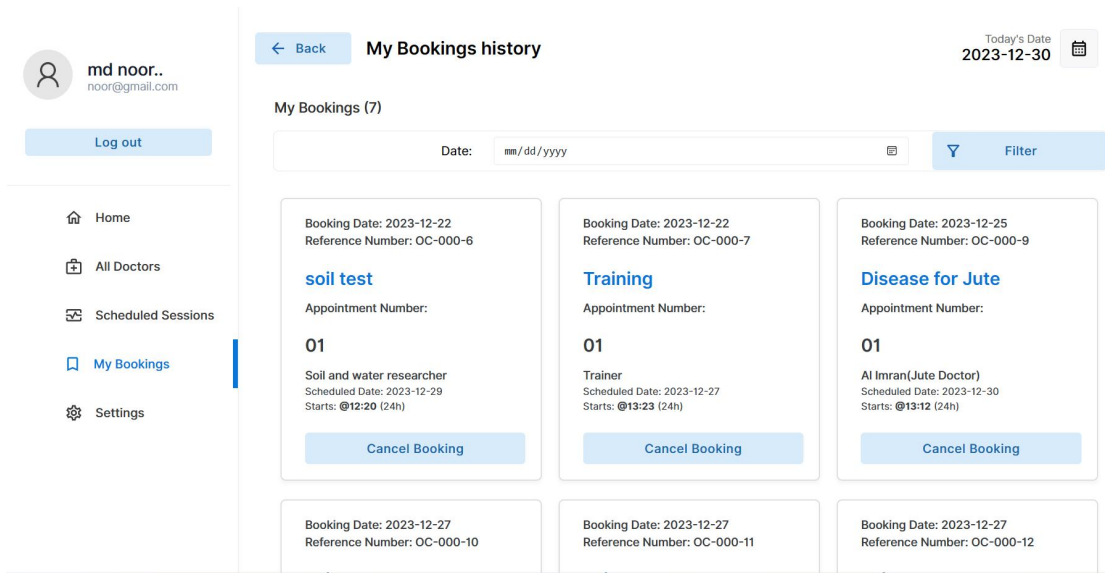 md noor..
noor@gmail.com
Log out
Home
All Doctors
Scheduled Sessions
My Bookings
Settings
Back
My Bookings history
Today's Date
2023-12-30
My Bookings (7)
Date:
mm/dd/yyyy
Filter
Booking Date: 2023-12-22
Reference Number: OC-000-6
soil test
Appointment Number:
01
Soil and water researcher
Scheduled Date: 2023-12-29
Starts: @12:20 (24h)
Cancel Booking
Booking Date: 2023-12-22
Reference Number: OC-000-7
Training
Appointment Number:
01
Trainer
Scheduled Date: 2023-12-27
Starts: @13:23 (24h)
Cancel Booking
Booking Date: 2023-12-25
Reference Number: OC-000-9
Disease for Jute
Appointment Number:
01
Al Imran(Jute Doctor)
Scheduled Date: 2023-12-30
Starts: @13:12 (24h)
Cancel Booking
Booking Date: 2023-12-27
Reference Number: OC-000-10
Booking Date: 2023-12-27
Reference Number: OC-000-11
Booking Date: 2023-12-27
Reference Number: OC-000-12